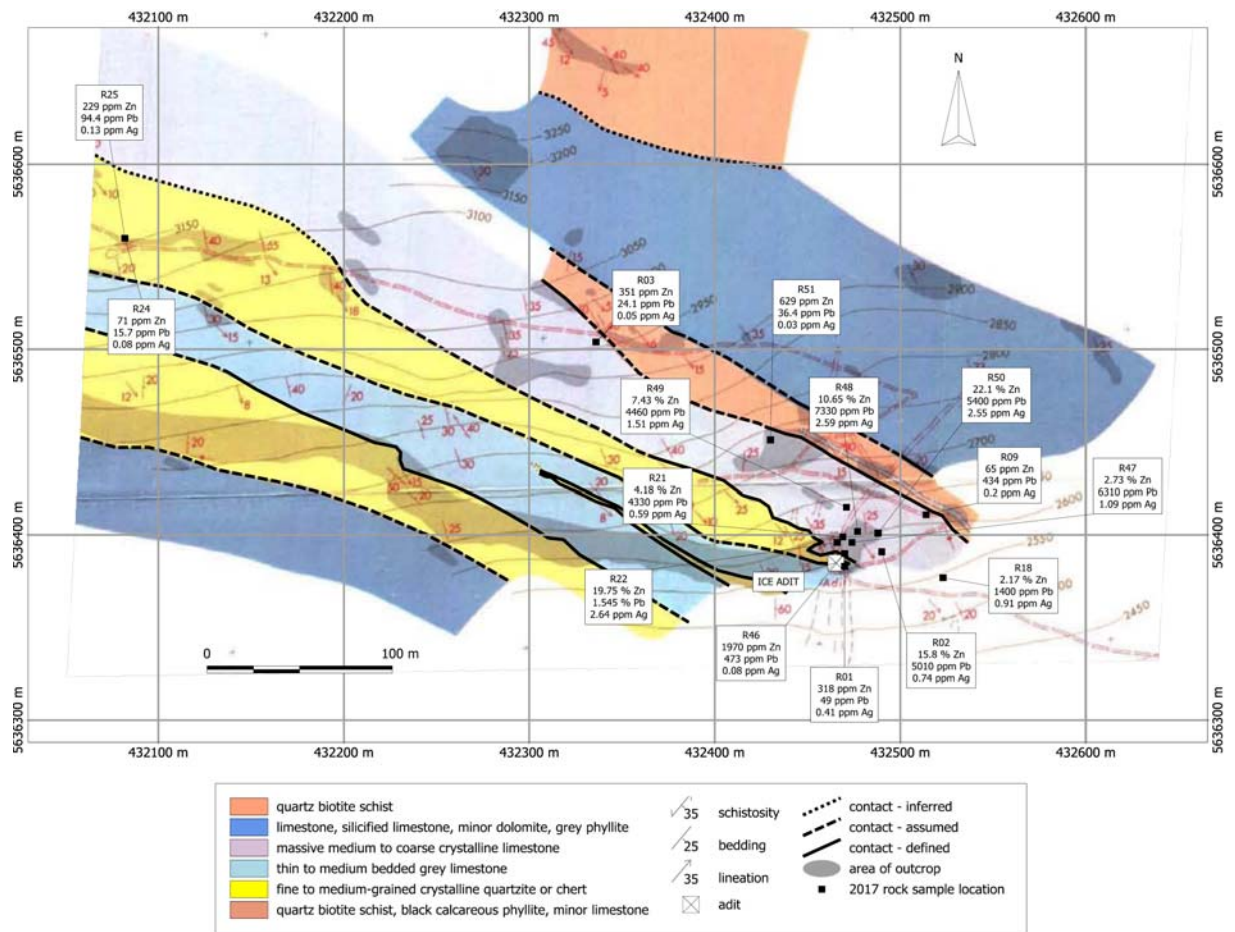 432100 m
432200 m
432300 m
432400 m
432500 m
432600 m
5636600 m
5636500 m
5636400 m
5636300 m
5636600 m
5636500 m
5636400 m
5636300 m
N
R25
229 ppm Zn
94.4 ppm Pb
0.13 ppm Ag
R24
71 ppm Zn
15.7 ppm Pb
0.08 ppm Ag
R03
351 ppm Zn
24.1 ppm Pb
0.05 ppm Ag
R51
629 ppm Zn
36.4 ppm Pb
0.03 ppm Ag
R49
7.43 % Zn
4460 ppm Pb
1.51 ppm Ag
R48
10.65 % Zn
7330 ppm Pb
2.59 ppm Ag
R50
22.1 % Zn
5400 ppm Pb
2.55 ppm Ag
R09
65 ppm Zn
434 ppm Pb
0.2 ppm Ag
R47
2.73 % Zn
6310 ppm Pb
1.09 ppm Ag
R21
4.18 % Zn
4330 ppm Pb
0.59 ppm Ag
R22
19.75 % Zn
1.545 % Pb
2.64 ppm Ag
ICE ADIT
R18
2.17 % Zn
1400 ppm Pb
0.91 ppm Ag
R46
1970 ppm Zn
473 ppm Pb
0.08 ppm Ag
R01
318 ppm Zn
49 ppm Pb
0.41 ppm Ag
R02
15.8 % Zn
5010 ppm Pb
0.74 ppm Ag
3250
3200
3150
3100
3150
3050
2950
2900
2850
2800
2700
2600
2550
2450
Adit
0
100 m
432100 m
432200 m
432300 m
432400 m
432500 m
432600 m
quartz biotite schist
limestone, silicified limestone, minor dolomite, grey phyllite
massive medium to coarse crystalline limestone
thin to medium bedded grey limestone
fine to medium-grained crystalline quartzite or chert
quartz biotite schist, black calcareous phyllite, minor limestone
35 schistosity
25 bedding
35 lineation
adit
contact - inferred
contact - assumed
contact - defined
area of outcrop
2017 rock sample location